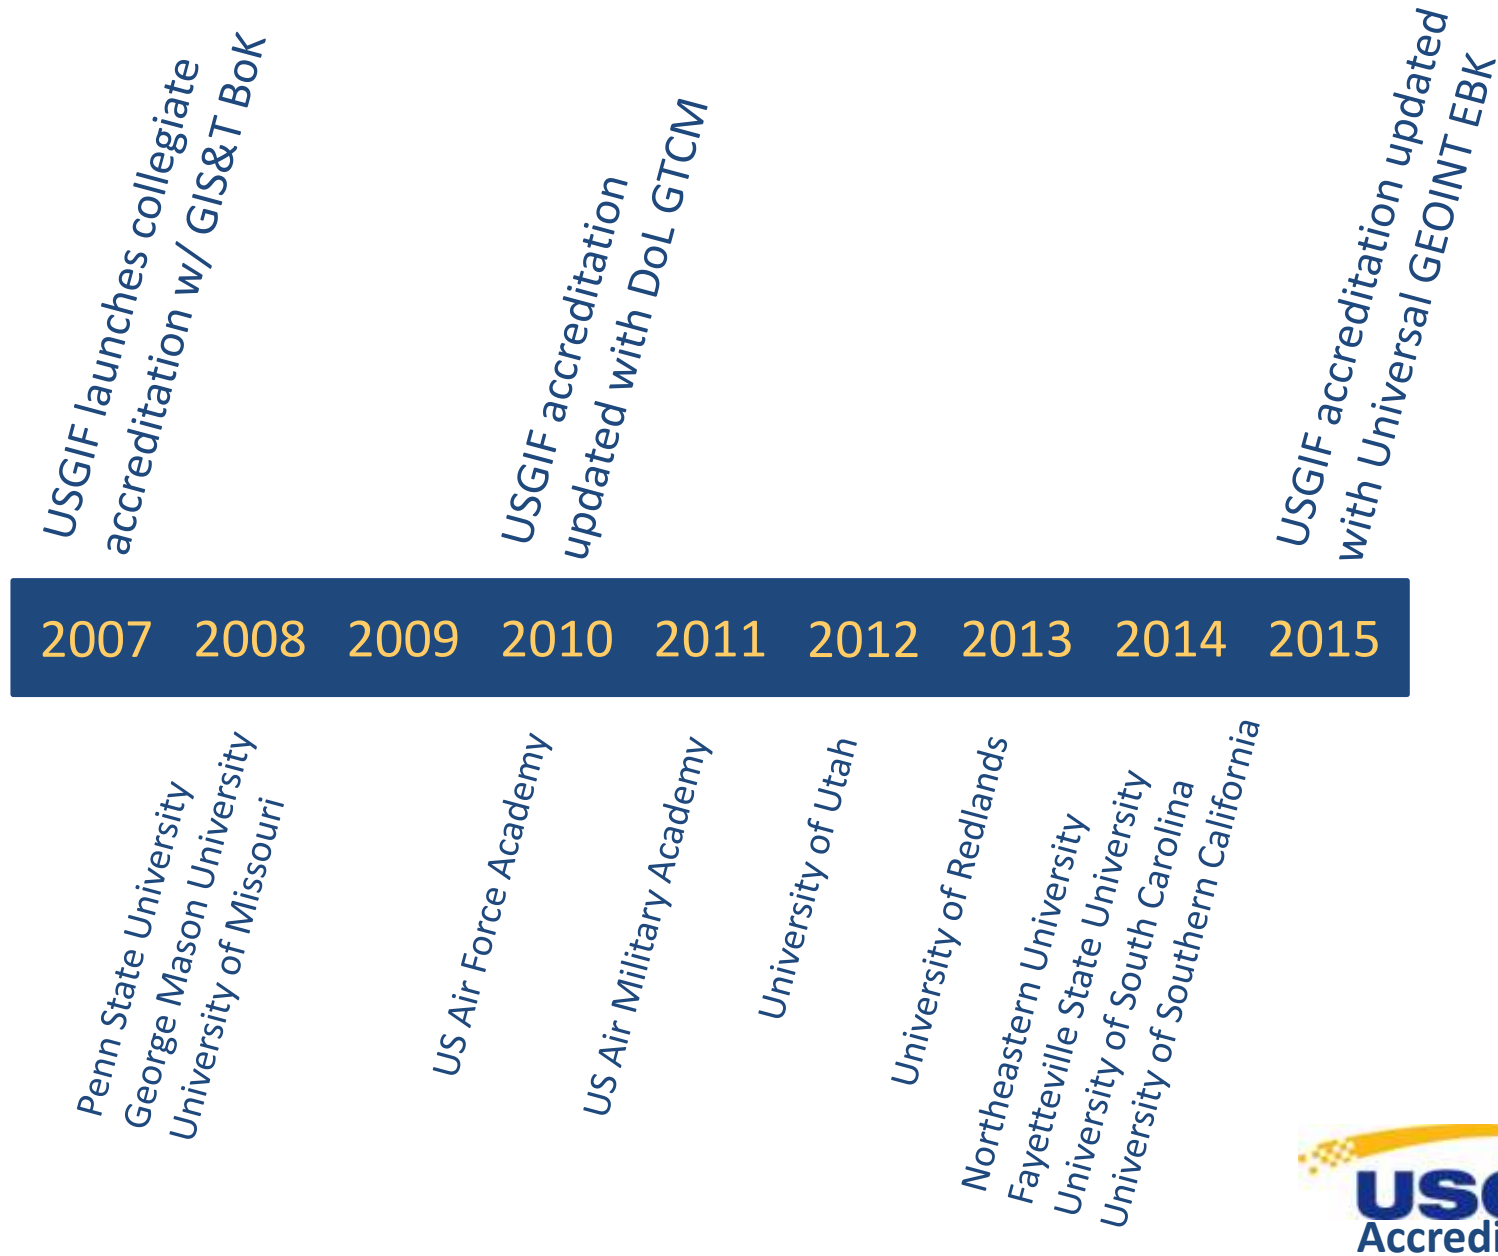 USGIF launches collegiate
accreditation w/ GIS&T BoK
USGIF accreditation
updated with DoL GTCM
USGIF accreditation updated
with Universal GEOINT EBK
2007 2008 2009 2010 2011 2012 2013 2014 2015
Penn State University
George Mason University
University of Missouri
US Air Force Academy
US Air Military Academy
University of Utah
University of Redlands
Northeastern University
Fayetteville State University
University of South Carolina
University of Southern California